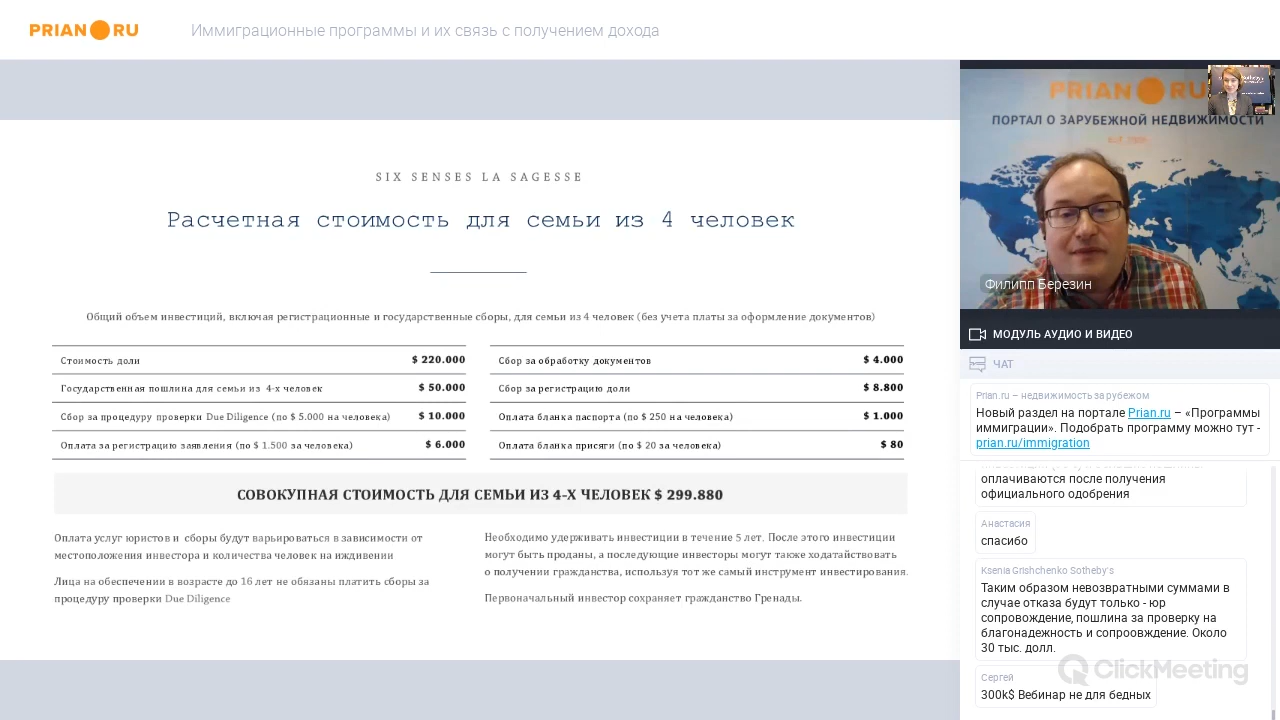 PRIAN RU
Иммиграционные программы и их связь с получением дохода
SIX SENSES LA SAGESSE
Расчетная стоимость для семьи из 4 человек
Общий объем инвестиций, включая регистрационные и государственные сборы, для семьи из 4 человек (без учета платы за оформление документов)
Стоимость доли $ 220.000
Государственная пошлина для семьи из 4-х человек $ 50.000
Сбор за процедуру проверки Due Diligence (по $ 5.000 на человека) $ 10.000
Оплата за регистрацию заявления (по $ 1.500 за человека) $ 6.000
Сбор за обработку документов $ 4.000
Сбор за регистрацию доли $ 8.800
Оплата бланка паспорта (по $ 250 на человека) $ 1.000
Оплата бланка присяги (по $ 20 за человека) $ 80
СОВОКУПНАЯ СТОИМОСТЬ ДЛЯ СЕМЬИ ИЗ 4-Х ЧЕЛОВЕК $ 299.880
Оплата услуг юристов и сборы будут варьироваться в зависимости от
местоположения инвестора и количества человек на иждивении
Лица на обеспечении в возрасте до 16 лет не обязаны платить сборы за
процедуру проверки Due Diligence
Необходимо удерживать инвестиции в течение 5 лет. После этого инвестиции
могут быть проданы, а последующие инвесторы могут также ходатайствовать
о получении гражданства, используя тот же самый инструмент инвестирования.
Первоначальный инвестор сохраняет гражданство Гренады.
PRIAN RU
ПОРТАЛ О ЗАРУБЕЖНОЙ НЕДВИЖИМОСТИ
Филипп Березин
МОДУЛЬ АУДИО И ВИДЕО
ЧАТ
Prian.ru – недвижимость за рубежом
Новый раздел на портале Prian.ru – «Программы
иммиграции». Подобрать программу можно тут -
prian.ru/immigration
оплачиваются после получения
официального одобрения
Анастасия
спасибо
Ksenia Grishchenko Sotheby's
Таким образом невозвратными суммами в
случае отказа будут только - юр
сопровождение, пошлина за проверку на
благонадежность и сопроовждение. Около
30 тыс. долл.
ClickMeeting
Сергей
300k$ Вебинар не для бедных